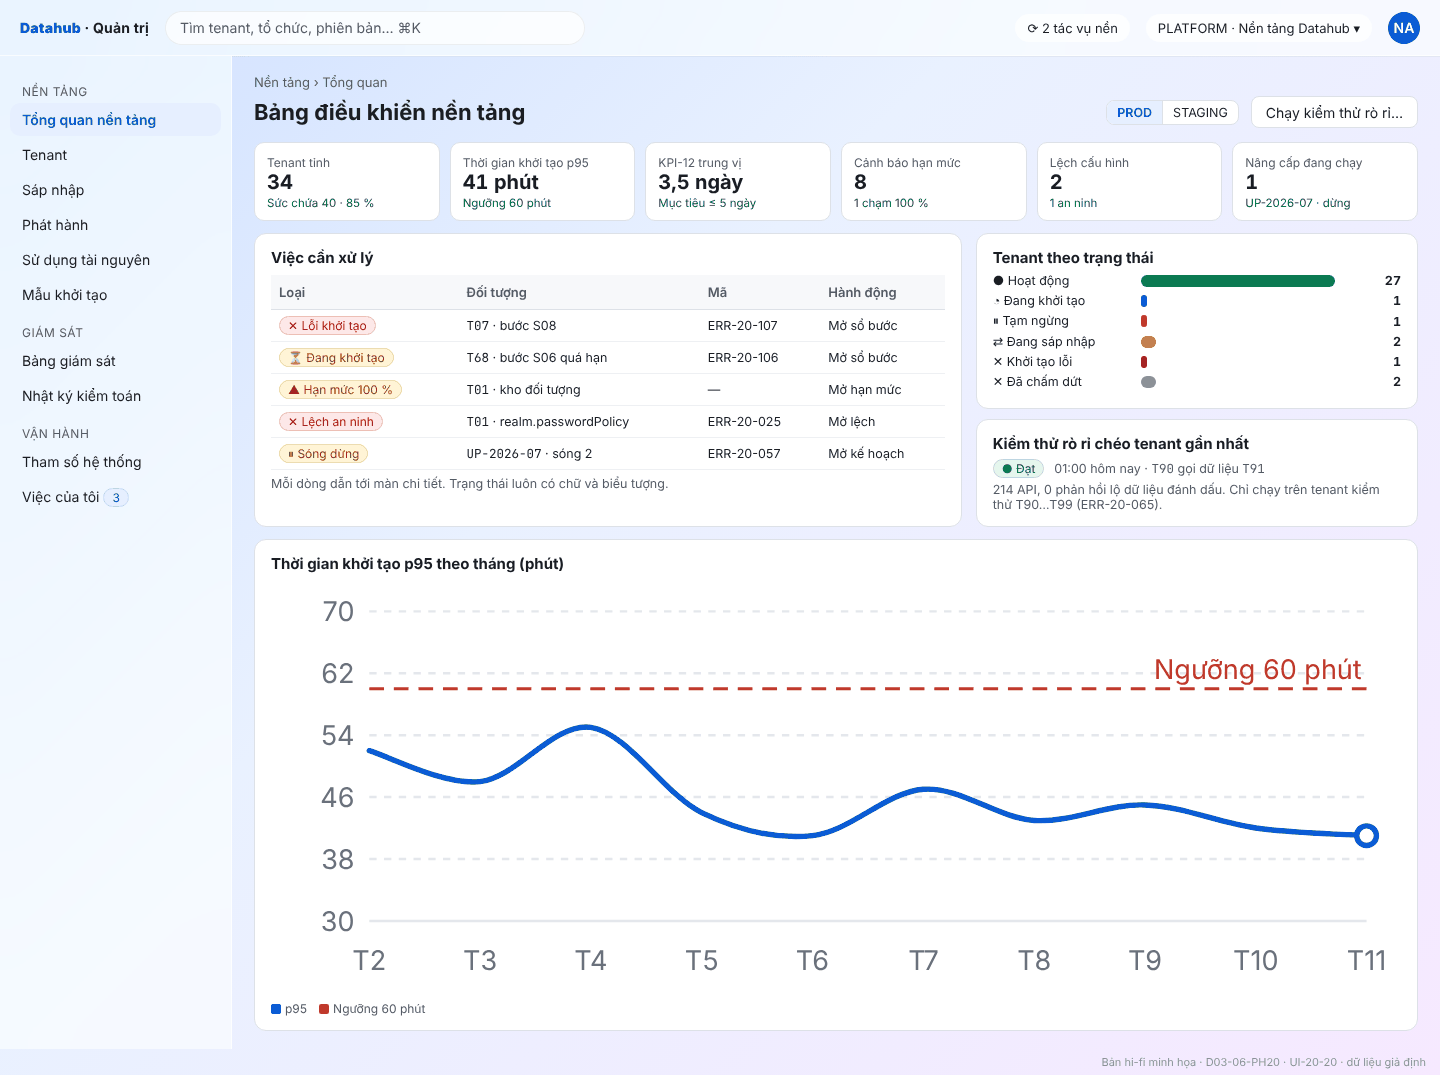 Datahub · Quản trị
Tìm tenant, tổ chức, phiên bản... ⌘K
⟳ 2 tác vụ nền
PLATFORM · Nền tảng Datahub ▾
NA
NỀN TẢNG
Tổng quan nền tảng
Tenant
Sáp nhập
Phát hành
Sử dụng tài nguyên
Mẫu khởi tạo
GIÁM SÁT
Bảng giám sát
Nhật ký kiểm toán
VẬN HÀNH
Tham số hệ thống
Việc của tôi 3
Nền tảng › Tổng quan
Bảng điều khiển nền tảng
PROD STAGING
Chạy kiểm thử rò rỉ...
Tenant tỉnh
34
Sức chứa 40 · 85 %
Thời gian khởi tạo p95
41 phút
Ngưỡng 60 phút
KPI-12 trung vị
3,5 ngày
Mục tiêu ≤ 5 ngày
Cảnh báo hạn mức
8
1 chạm 100 %
Lệch cấu hình
2
1 an ninh
Nâng cấp đang chạy
1
UP-2026-07 · dừng
Việc cần xử lý
Loại Đối tượng Mã Hành động
✕ Lỗi khởi tạo T07 · bước S08 ERR-20-107 Mở sổ bước
⏳ Đang khởi tạo T68 · bước S06 quá hạn ERR-20-106 Mở sổ bước
▲ Hạn mức 100 % T01 · kho đối tượng — Mở hạn mức
✕ Lệch an ninh T01 · realm.passwordPolicy ERR-20-025 Mở lệch
⏸ Sóng dừng UP-2026-07 · sóng 2 ERR-20-057 Mở kế hoạch
Mỗi dòng dẫn tới màn chi tiết. Trạng thái luôn có chữ và biểu tượng.
Tenant theo trạng thái
● Hoạt động 27
Đang khởi tạo 1
⏸ Tạm ngừng 1
⇄ Đang sáp nhập 2
✕ Khởi tạo lỗi 1
✕ Đã chấm dứt 2
Kiểm thử rò rỉ chéo tenant gần nhất
● Đạt 01:00 hôm nay · T90 gọi dữ liệu T91
214 API, 0 phản hồi lộ dữ liệu đánh dấu. Chỉ chạy trên tenant kiểm
thử T90...T99 (ERR-20-065).
Thời gian khởi tạo p95 theo tháng (phút)
70
62
54
46
38
30
Ngưỡng 60 phút
T2 T3 T4 T5 T6 T7 T8 T9 T10 T11
p95 Ngưỡng 60 phút
Bản hi-fi minh họa · D03-06-PH20 · UI-20-20 · dữ liệu giả định